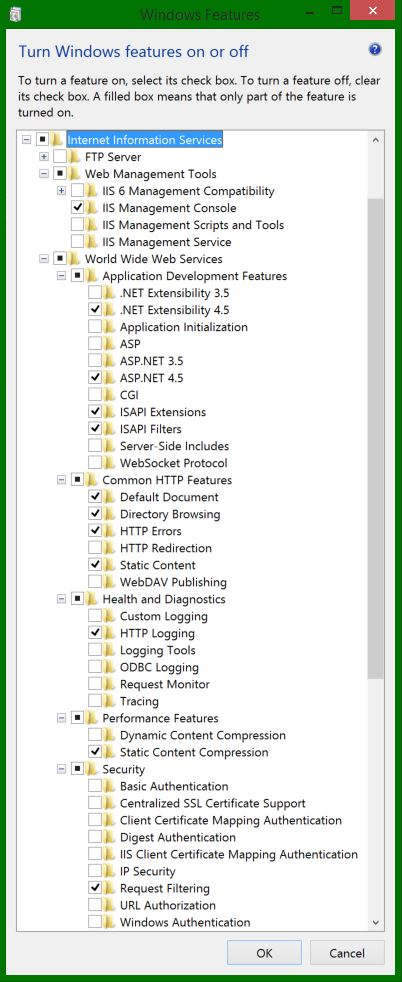 Windows Features
Turn Windows features on or off
To turn a feature on, select its check box. To turn a feature off, clear
its check box. A filled box means that only part of the feature is
turned on.
Internet Information Services
FTP Server
Web Management Tools
IIS 6 Management Compatibility
IIS Management Console
IIS Management Scripts and Tools
IIS Management Service
World Wide Web Services
Application Development Features
.NET Extensibility 3.5
.NET Extensibility 4.5
Application Initialization
ASP
ASP.NET 3.5
ASP.NET 4.5
CGI
ISAPI Extensions
ISAPI Filters
Server-Side Includes
WebSocket Protocol
Common HTTP Features
Default Document
Directory Browsing
HTTP Errors
HTTP Redirection
Static Content
WebDAV Publishing
Health and Diagnostics
Custom Logging
HTTP Logging
Logging Tools
ODBC Logging
Request Monitor
Tracing
Performance Features
Dynamic Content Compression
Static Content Compression
Security
Basic Authentication
Centralized SSL Certificate Support
Client Certificate Mapping Authentication
Digest Authentication
IIS Client Certificate Mapping Authentication
IP Security
Request Filtering
URL Authorization
Windows Authentication
OK
Cancel